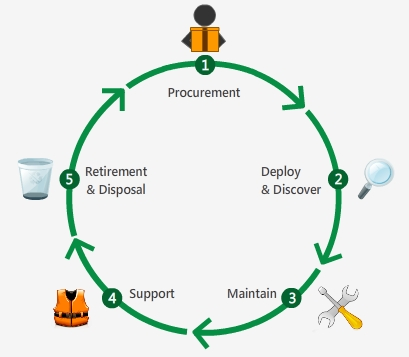 1
Procurement
2
Deploy
& Discover
3
Maintain
4
Support
5
Retirement
& Disposal